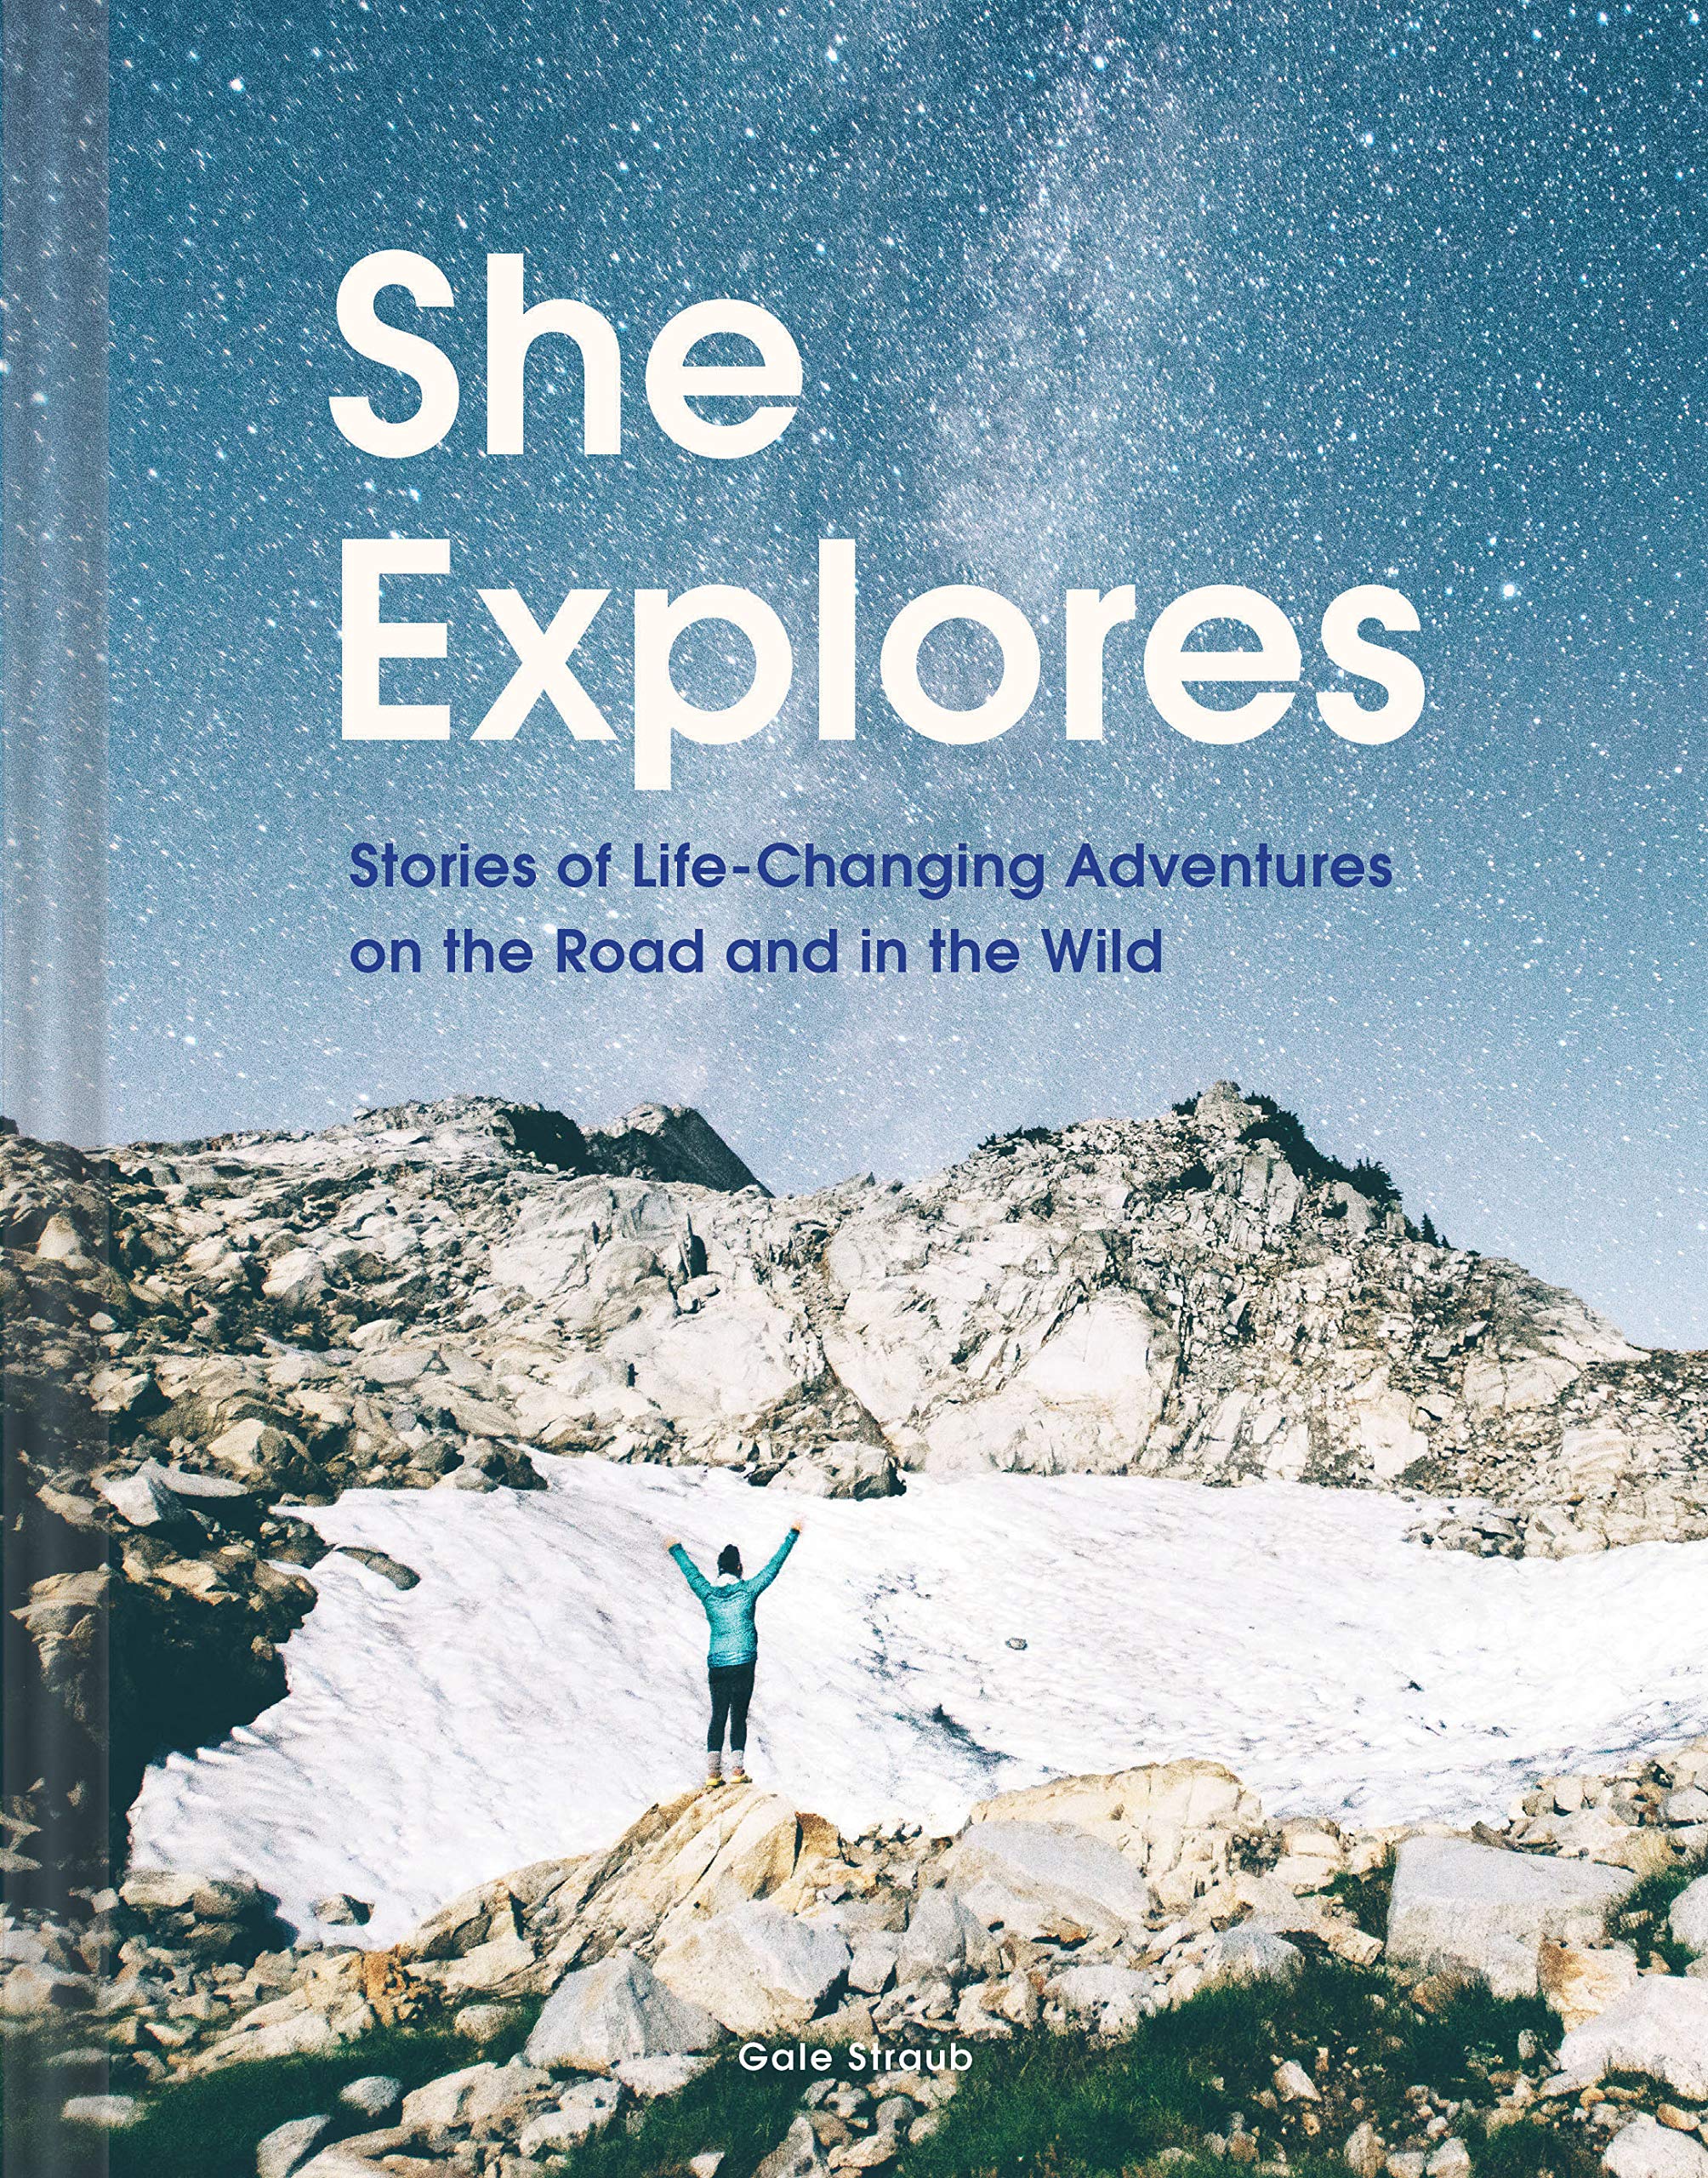 She
Explores
Stories of Life-Changing Adventures
on the Road and in the Wild
Gale Straub